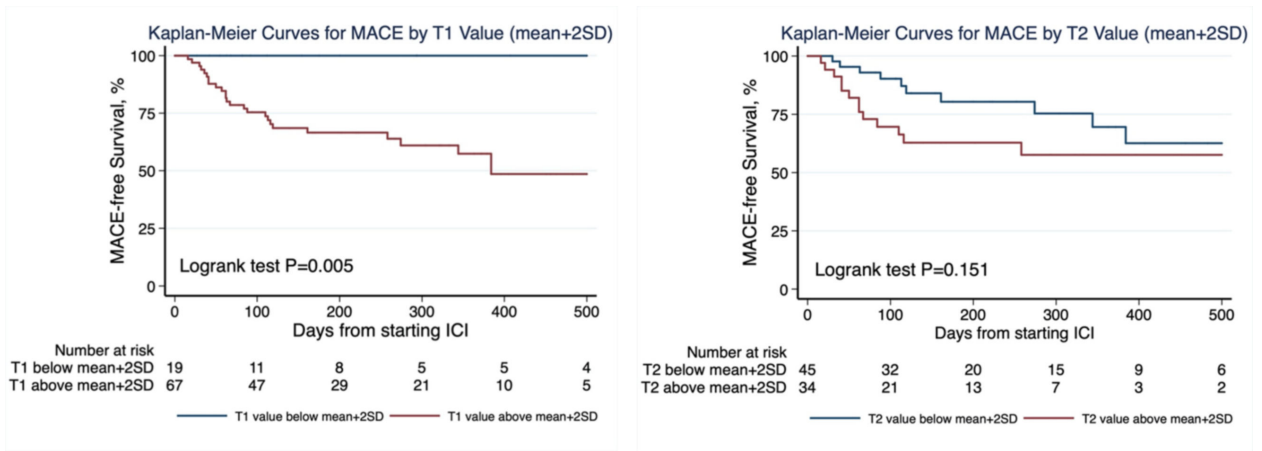 Kaplan-Meier Curves for MACE by T1 Value (mean+2SD)
MACE-free Survival, %
100
75
50
25
0
Logrank test P=0.005
0 100 200 300 400 500
Days from starting ICI
Number at risk
T1 below mean+2SD 19 11 8 5 5 4
T1 above mean+2SD 67 47 29 21 10 5
T1 value below mean+2SD T1 value above mean+2SD
Kaplan-Meier Curves for MACE by T2 Value (mean+2SD)
MACE-free Survival, %
100
75
50
25
0
Logrank test P=0.151
0 100 200 300 400 500
Days from starting ICI
Number at risk
T2 below mean+2SD 45 32 20 15 9 6
T2 above mean+2SD 34 21 13 7 3 2
T2 value below mean+2SD T2 value above mean+2SD